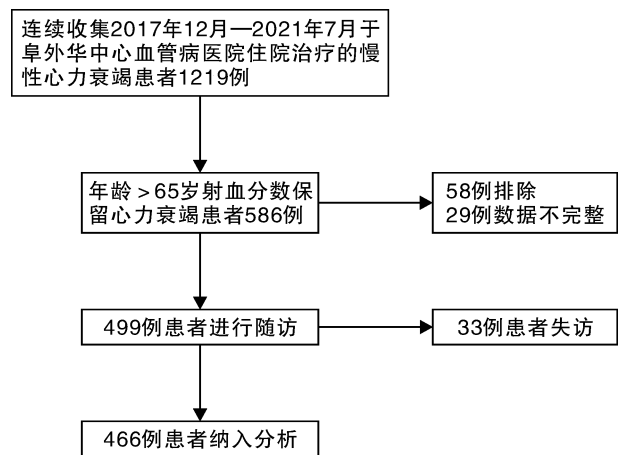 连续收集2017年12月—2021年7月于
阜外华中心血管病医院住院治疗的慢
性心力衰竭患者1219例
年龄＞65岁射血分数保
留心力衰竭患者586例
58例排除
29例数据不完整
499例患者进行随访
33例患者失访
466例患者纳入分析